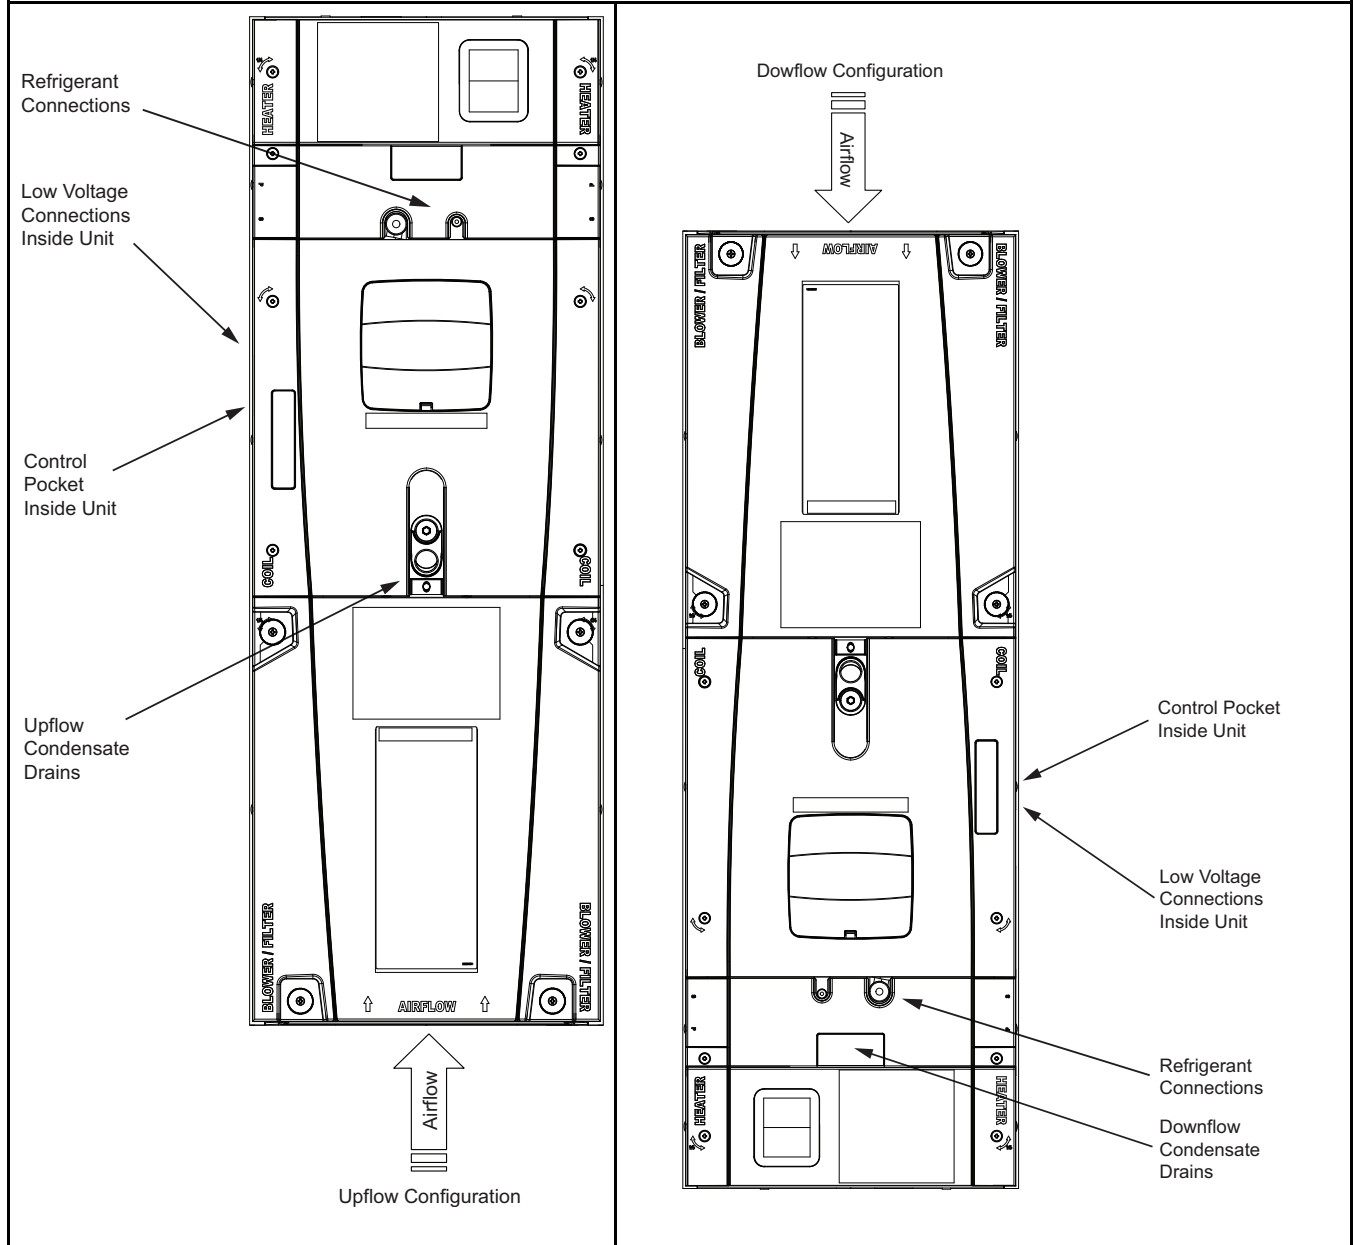 HEATER
HEATER
Refrigerant
Connections
Low Voltage
Connections
Inside Unit
Control
Pocket
Inside Unit
COIL
COIL
Upflow
Condensate
Drains
BLOWER / FILTER
BLOWER / FILTER
AIRFLOW
Airflow
Upflow Configuration
Dowflow Configuration
Airflow
BLOWER / FILTER
AIRFLOW
BLOWER / FILTER
COIL
COIL
Control Pocket
Inside Unit
Low Voltage
Connections
Inside Unit
Refrigerant
Connections
HEATER
HEATER
Downflow
Condensate
Drains